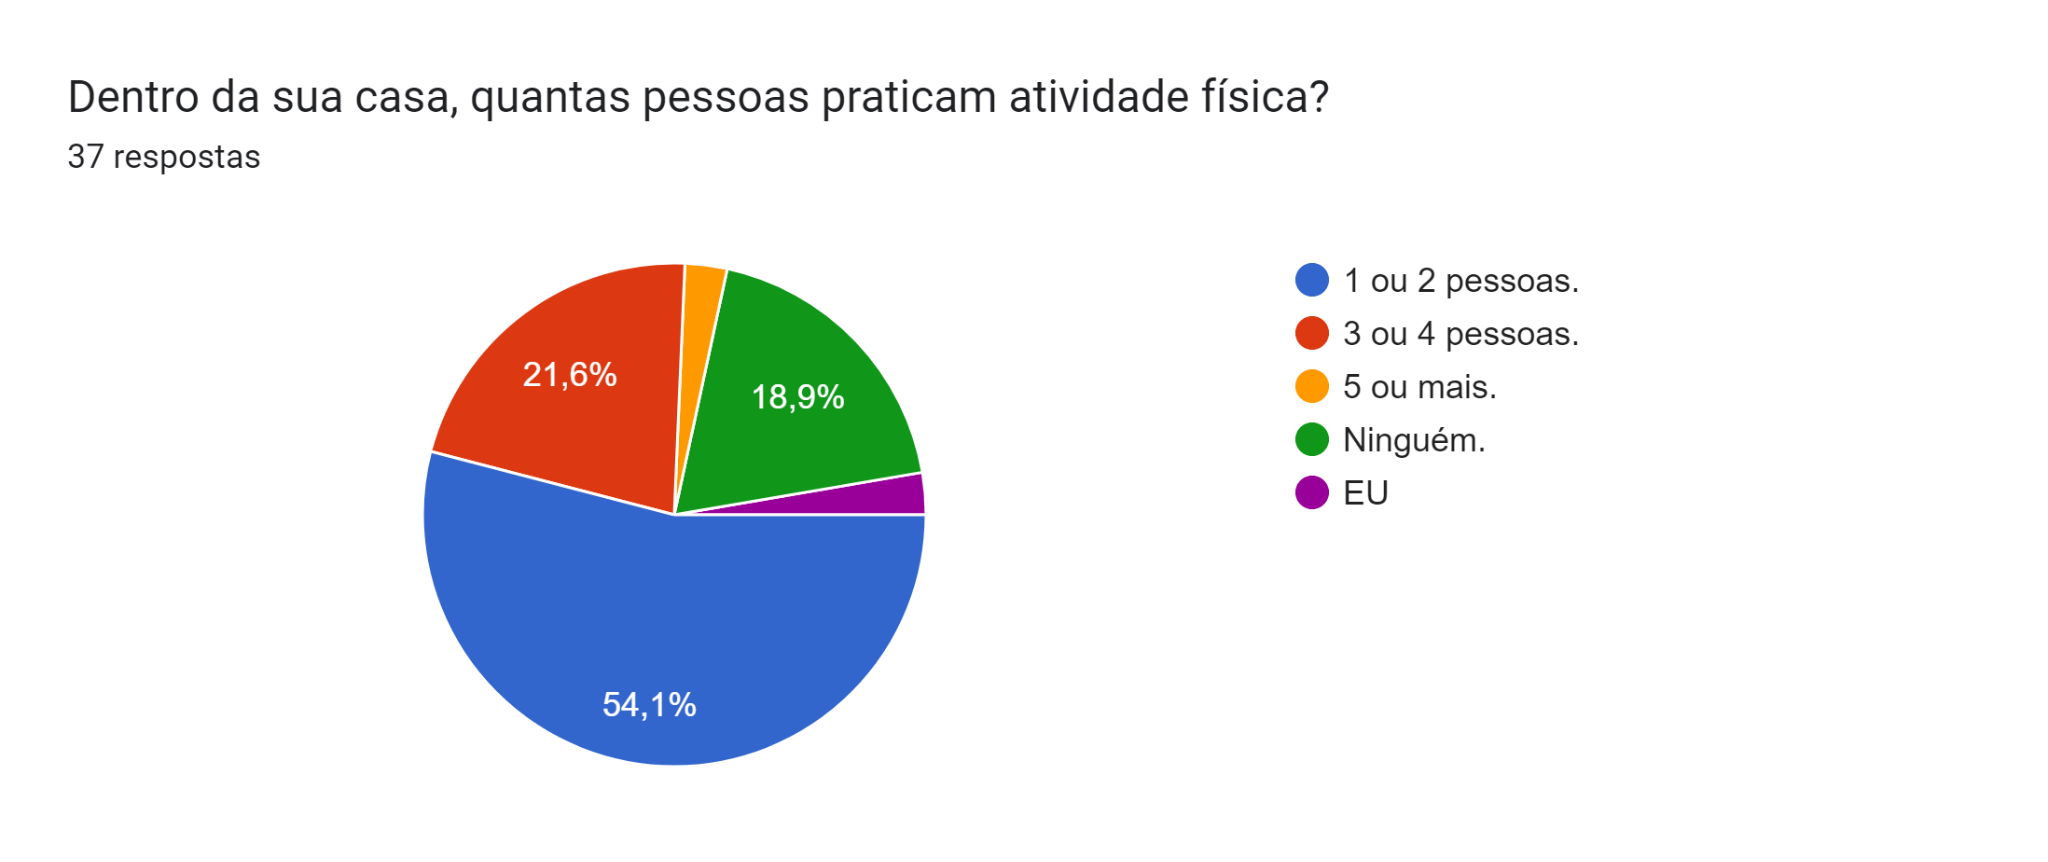 Dentro da sua casa, quantas pessoas praticam atividade física?
37 respostas
21,6%
18,9%
54,1%
1 ou 2 pessoas.
3 ou 4 pessoas.
5 ou mais.
Ninguém.
EU